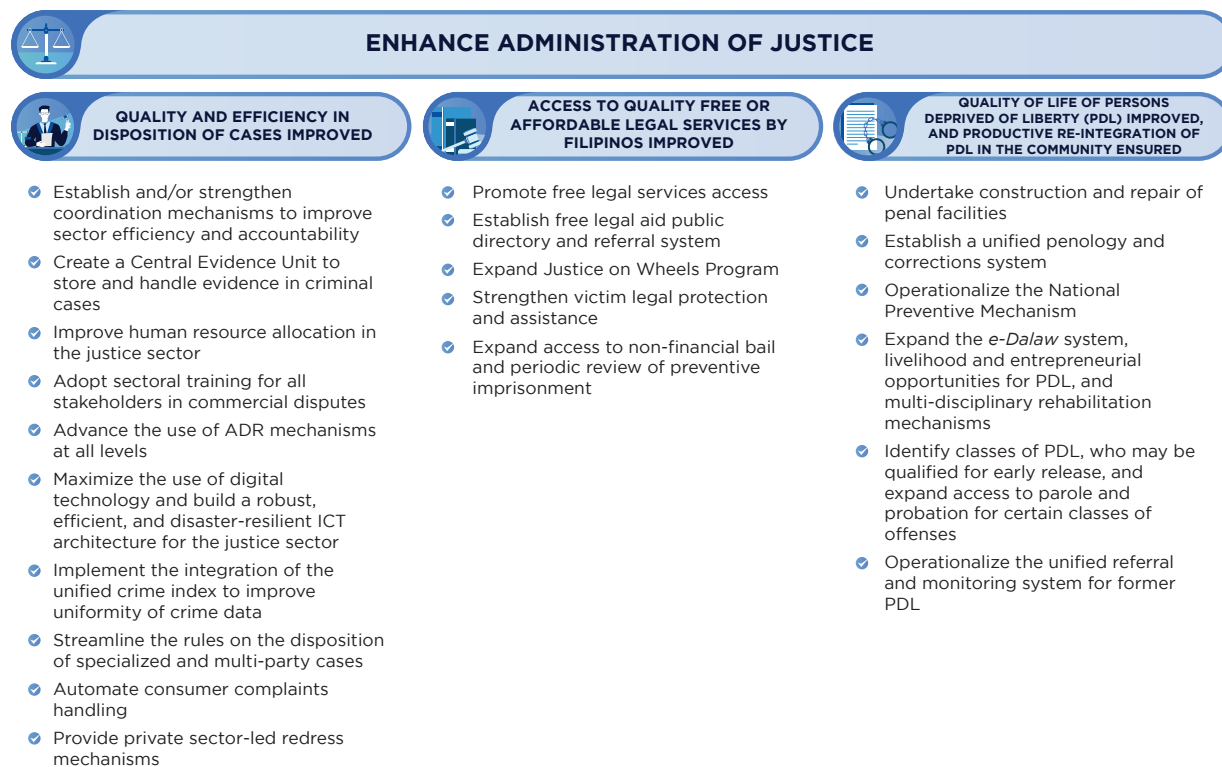 ENHANCE ADMINISTRATION OF JUSTICE
QUALITY AND EFFICIENCY IN
DISPOSITION OF CASES IMPROVED
Establish and/or strengthen
coordination mechanisms to improve
sector efficiency and accountability
Create a Central Evidence Unit to
store and handle evidence in criminal
cases
Improve human resource allocation in
the justice sector
Adopt sectoral training for all
stakeholders in commercial disputes
Advance the use of ADR mechanisms
at all levels
Maximize the use of digital
technology and build a robust,
efficient, and disaster-resilient ICT
architecture for the justice sector
Implement the integration of the
unified crime index to improve
uniformity of crime data
Streamline the rules on the disposition
of specialized and multi-party cases
Automate consumer complaints
handling
Provide private sector-led redress
mechanisms
ACCESS TO QUALITY FREE OR
AFFORDABLE LEGAL SERVICES BY
FILIPINOS IMPROVED
Promote free legal services access
Establish free legal aid public
directory and referral system
Expand Justice on Wheels Program
Strengthen victim legal protection
and assistance
Expand access to non-financial bail
and periodic review of preventive
imprisonment
QUALITY OF LIFE OF PERSONS
DEPRIVED OF LIBERTY (PDL) IMPROVED,
AND PRODUCTIVE RE-INTEGRATION OF
PDL IN THE COMMUNITY ENSURED
Undertake construction and repair of
penal facilities
Establish a unified penology and
corrections system
Operationalize the National
Preventive Mechanism
Expand the e-Dalaw system,
livelihood and entrepreneurial
opportunities for PDL, and
multi-disciplinary rehabilitation
mechanisms
Identify classes of PDL, who may be
qualified for early release, and
expand access to parole and
probation for certain classes of
offenses
Operationalize the unified referral
and monitoring system for former
PDL